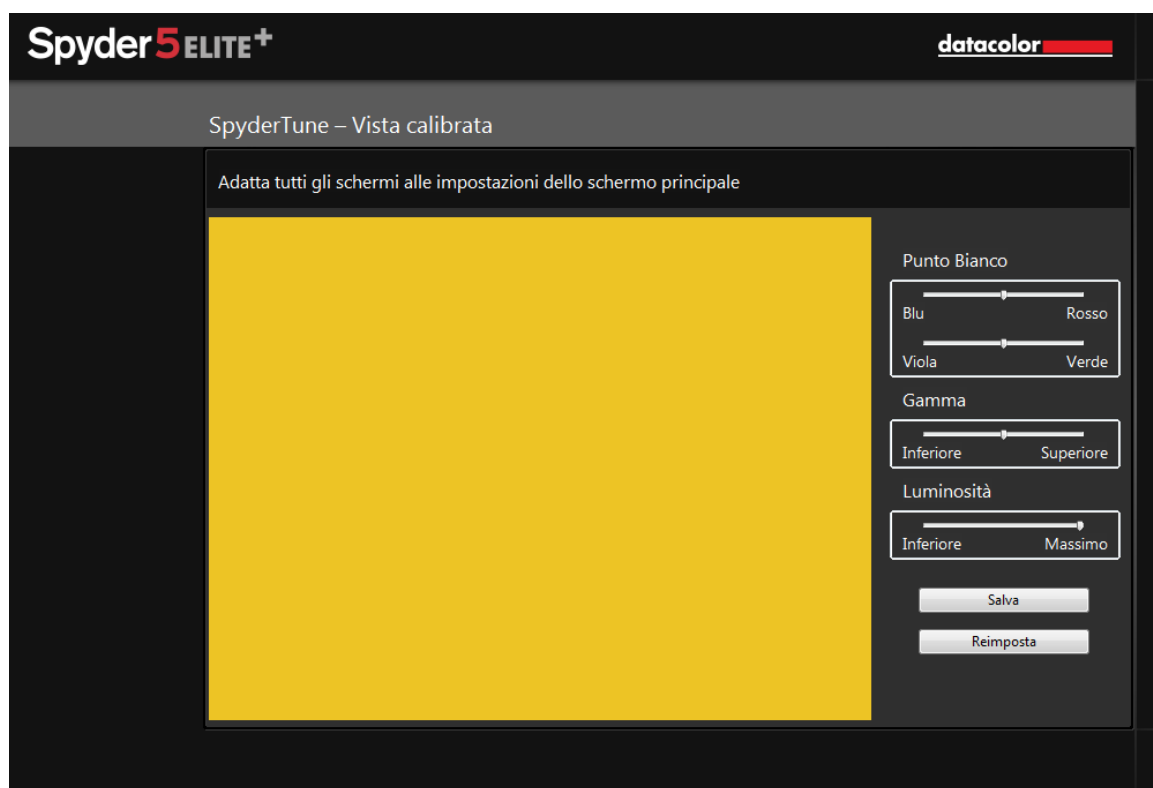 Spyder5ELITE+
datacolor
SpyderTune – Vista calibrata
Adatta tutti gli schermi alle impostazioni dello schermo principale
Punto Bianco
Blu Rosso
Viola Verde
Gamma
Inferiore Superiore
Luminosità
Inferiore Massimo
Salva
Reimposta